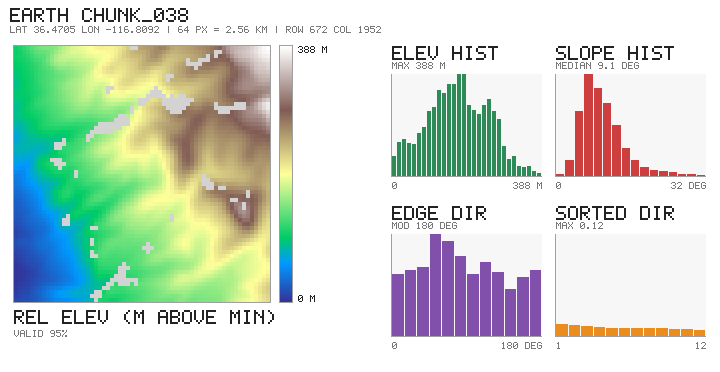 EARTH CHUNK_038
LAT 36.4705 LON -116.8092 | 64 PX = 2.56 KM | ROW 672 COL 1952
388 M
0 M
REL ELEV (M ABOVE MIN)
VALID 95%
ELEV HIST
MAX 388 M
0 388 M
SLOPE HIST
MEDIAN 9.1 DEG
0 32 DEG
EDGE DIR
MOD 180 DEG
0 180 DEG
SORTED DIR
MAX 0.12
1 12